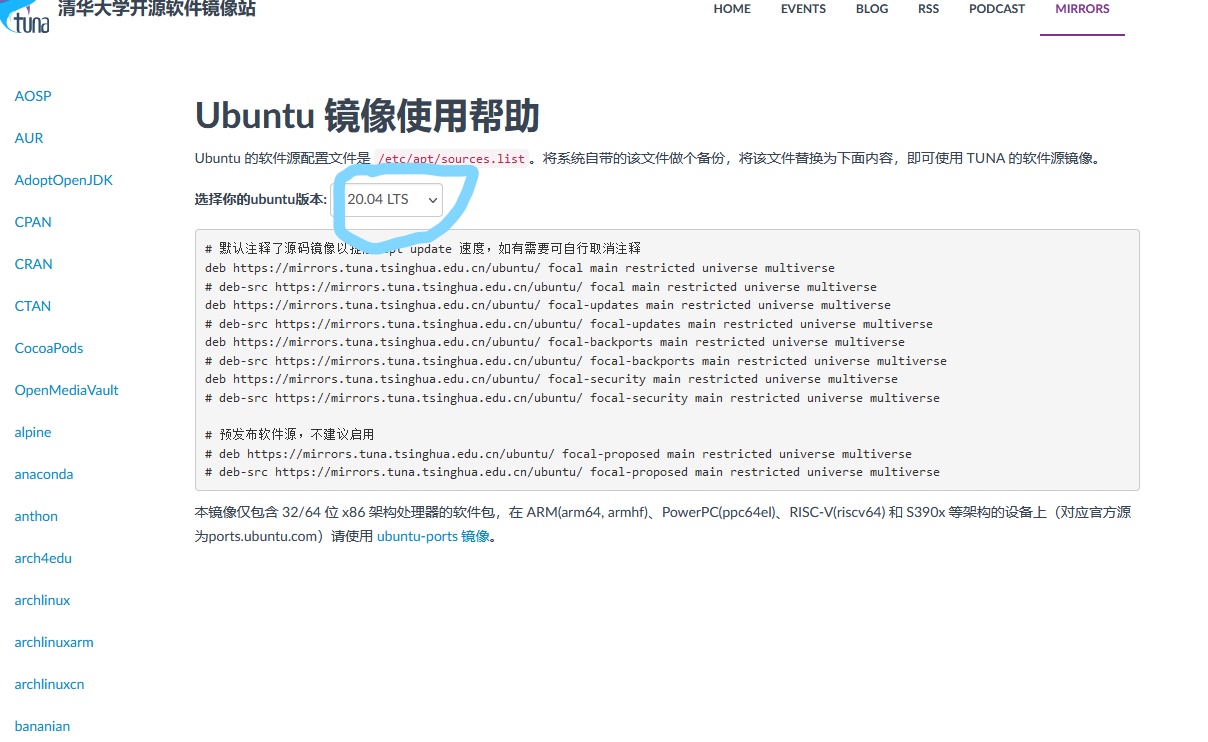 tuna
清华大学开源软件镜像站
HOME EVENTS BLOG RSS PODCAST MIRRORS
AOSP
AUR
AdoptOpenJDK
CPAN
CRAN
CTAN
CocoaPods
OpenMediaVault
alpine
anaconda
anthon
arch4edu
archlinux
archlinuxarm
archlinuxcn
bananian
Ubuntu 镜像使用帮助
Ubuntu 的软件源配置文件是 /etc/apt/sources.list 。将系统自带的该文件做个备份，将该文件替换为下面内容，即可使用 TUNA 的软件源镜像。
选择你的ubuntu版本: 20.04 LTS
# 默认注释了源码镜像以提 update 速度，如有需要可自行取消注释
deb https://mirrors.tuna.tsinghua.edu.cn/ubuntu/ focal main restricted universe multiverse
# deb-src https://mirrors.tuna.tsinghua.edu.cn/ubuntu/ focal main restricted universe multiverse
deb https://mirrors.tuna.tsinghua.edu.cn/ubuntu/ focal-updates main restricted universe multiverse
# deb-src https://mirrors.tuna.tsinghua.edu.cn/ubuntu/ focal-updates main restricted universe multiverse
deb https://mirrors.tuna.tsinghua.edu.cn/ubuntu/ focal-backports main restricted universe multiverse
# deb-src https://mirrors.tuna.tsinghua.edu.cn/ubuntu/ focal-backports main restricted universe multiverse
deb https://mirrors.tuna.tsinghua.edu.cn/ubuntu/ focal-security main restricted universe multiverse
# deb-src https://mirrors.tuna.tsinghua.edu.cn/ubuntu/ focal-security main restricted universe multiverse
# 预发布软件源，不建议启用
# deb https://mirrors.tuna.tsinghua.edu.cn/ubuntu/ focal-proposed main restricted universe multiverse
# deb-src https://mirrors.tuna.tsinghua.edu.cn/ubuntu/ focal-proposed main restricted universe multiverse
本镜像仅包含 32/64 位 x86 架构处理器的软件包，在 ARM(arm64, armhf)、PowerPC(ppc64el)、RISC-V(riscv64) 和 S390x 等架构的设备上（对应官方源
为ports.ubuntu.com）请使用 ubuntu-ports 镜像。